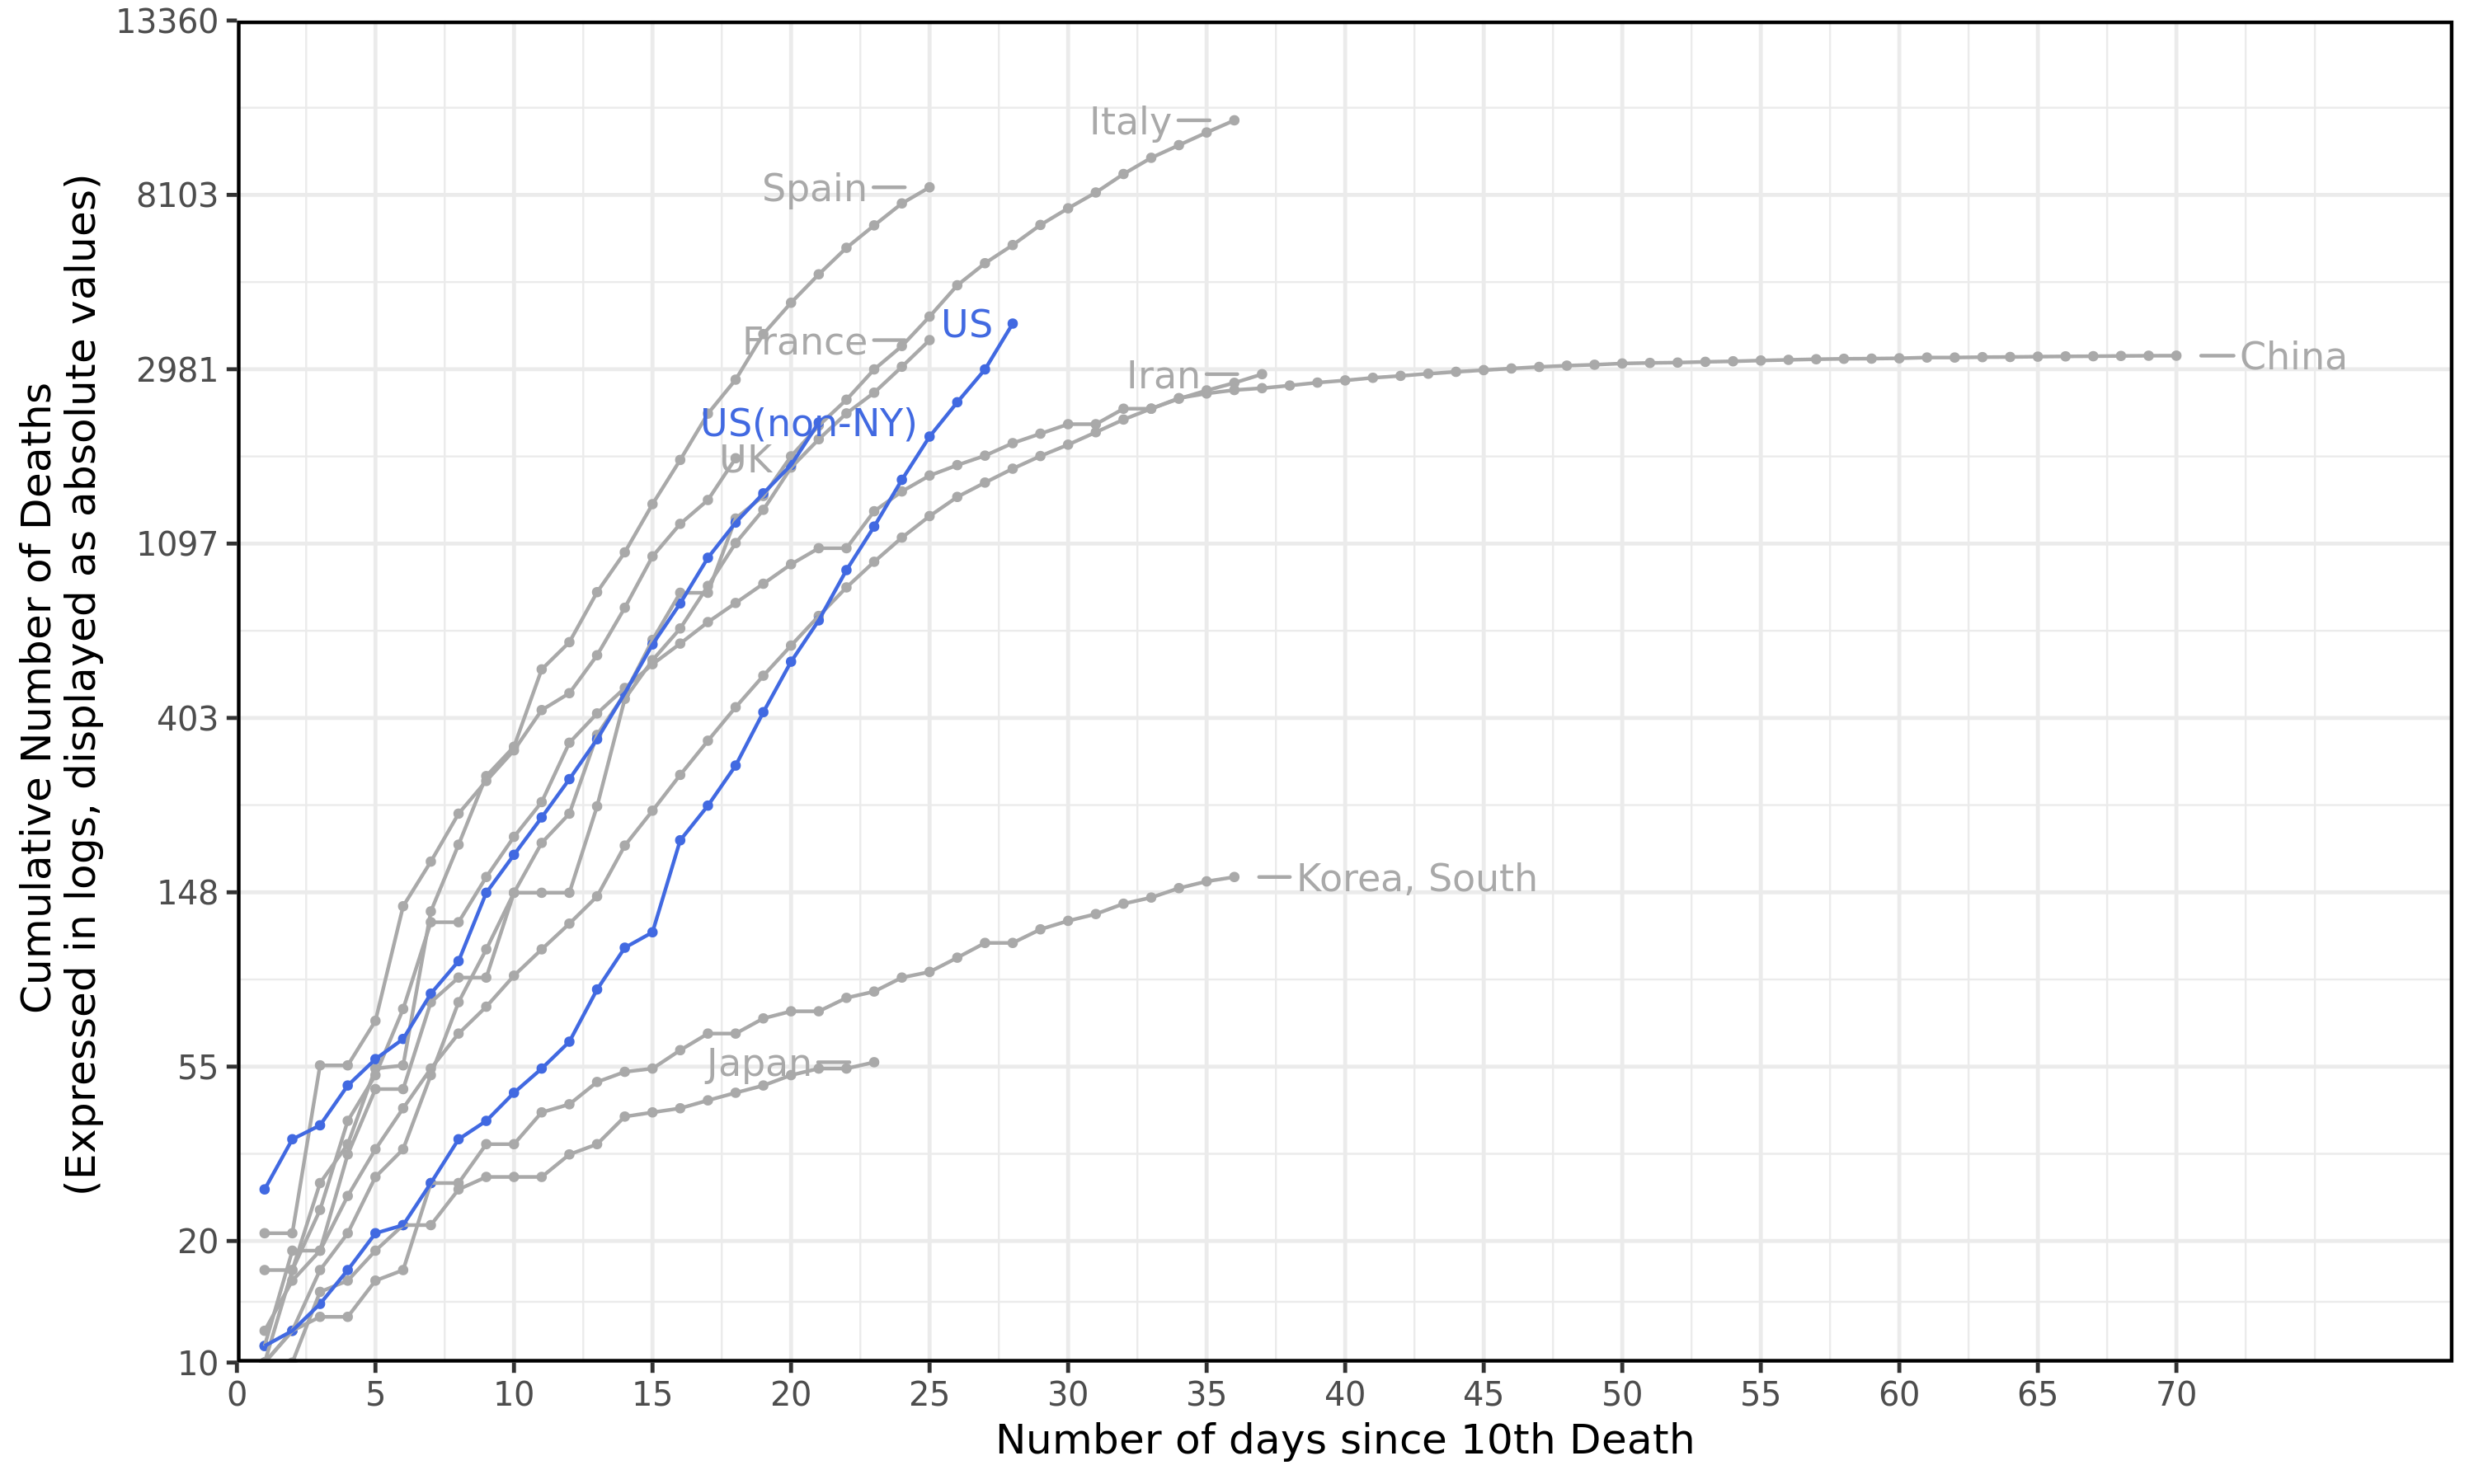 Cumulative Number of Deaths
(Expressed in logs, displayed as absolute values)
13360
8103
2981
1097
403
148
55
20
10
Italy
Spain
US
France
China
Iran
US(non-NY)
UK
Korea, South
Japan
0 5 10 15 20 25 30 35 40 45 50 55 60 65 70
Number of days since 10th Death